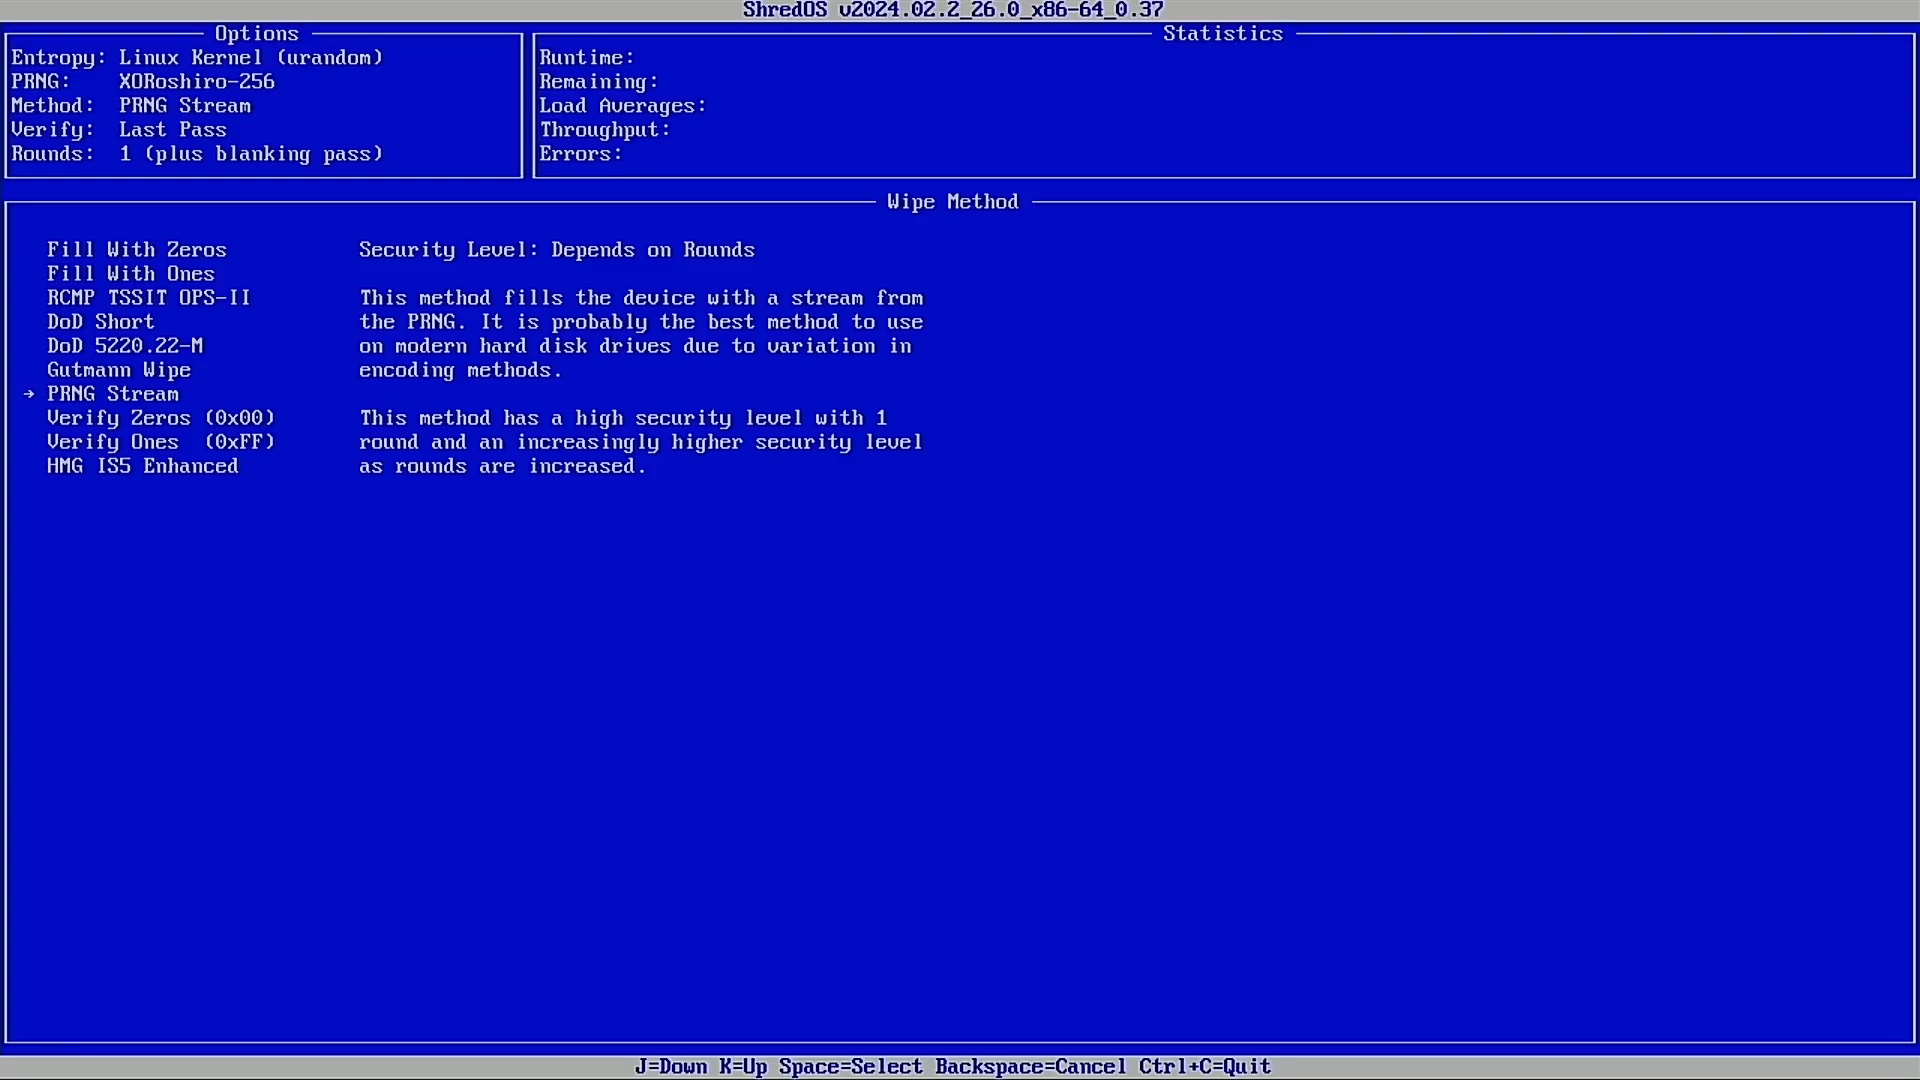 ShredOS v2024.02.2_26.0_x86-64_0.37
Options
Entropy: Linux Kernel (urandom)
PRNG: XORoshiro-256
Method: PRNG Stream
Verify: Last Pass
Rounds: 1 (plus blanking pass)
Statistics
Runtime:
Remaining:
Load Averages:
Throughput:
Errors:
Wipe Method
Fill With Zeros
Fill With Ones
RCMP TSSIT OPS-II
DoD Short
DoD 5220.22-M
Gutmann Wipe
→ PRNG Stream
Verify Zeros (0x00)
Verify Ones (0xFF)
HMG IS5 Enhanced
Security Level: Depends on Rounds
This method fills the device with a stream from
the PRNG. It is probably the best method to use
on modern hard disk drives due to variation in
encoding methods.
This method has a high security level with 1
round and an increasingly higher security level
as rounds are increased.
J=Down K=Up Space=Select Backspace=Cancel Ctrl+C=Quit